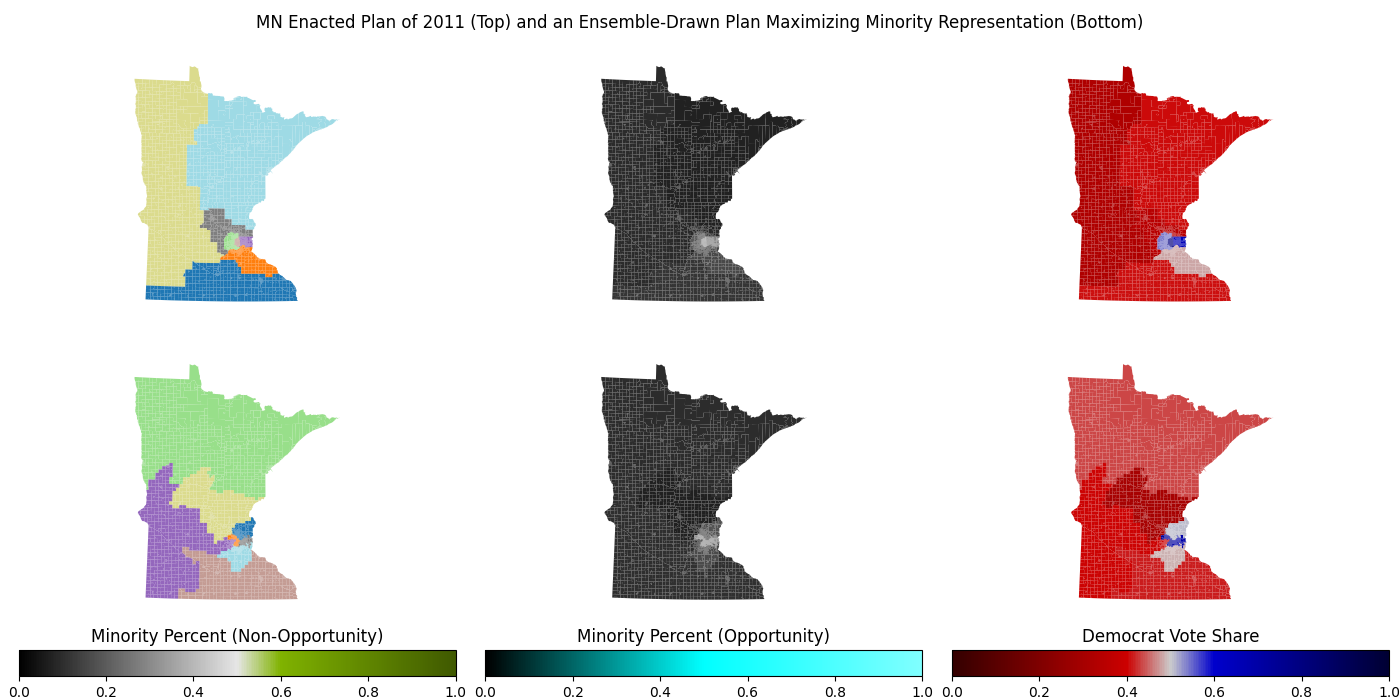 MN Enacted Plan of 2011 (Top) and an Ensemble-Drawn Plan Maximizing Minority Representation (Bottom)
Minority Percent (Non-Opportunity)
Minority Percent (Opportunity)
Democrat Vote Share
0.0 0.2 0.4 0.6 0.8 1.0
0.0 0.2 0.4 0.6 0.8 1.0
0.0 0.2 0.4 0.6 0.8 1.0